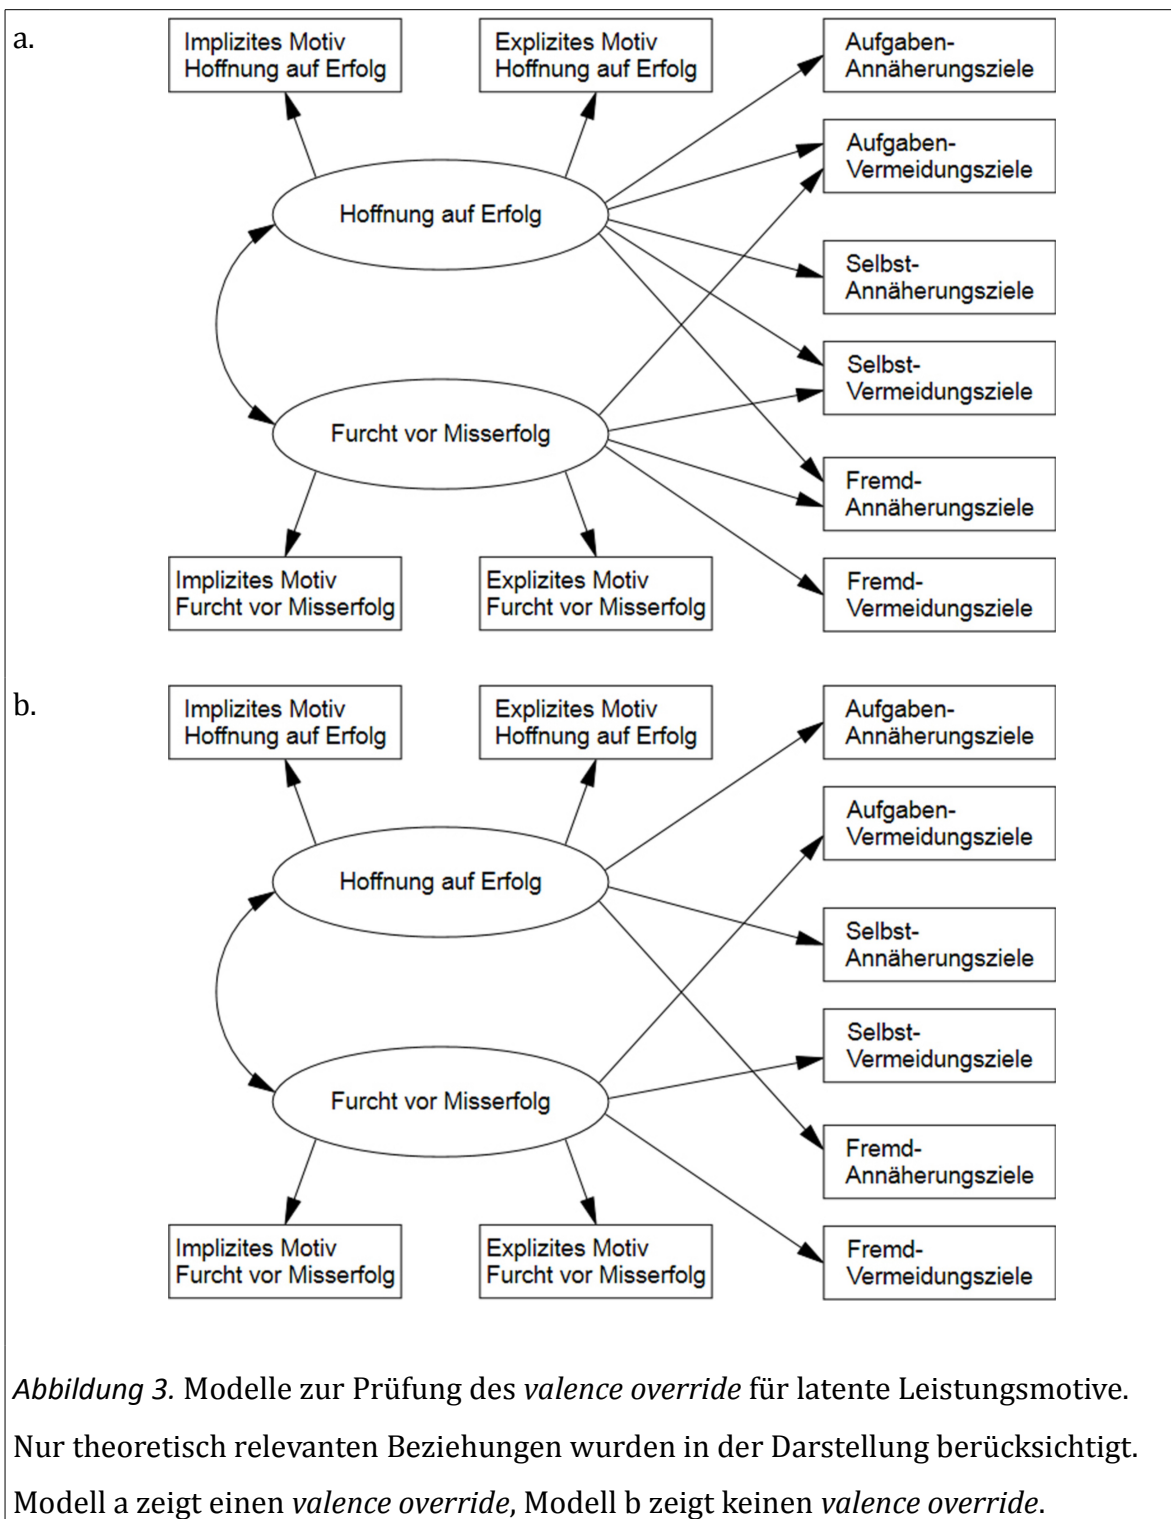 a.
Implizites Motiv
Hoffnung auf Erfolg
Explizites Motiv
Hoffnung auf Erfolg
Aufgaben-
Annäherungsziele
Aufgaben-
Vermeidungsziele
Hoffnung auf Erfolg
Selbst-
Annäherungsziele
Selbst-
Vermeidungsziele
Furcht vor Misserfolg
Fremd-
Annäherungsziele
Implizites Motiv
Furcht vor Misserfolg
Explizites Motiv
Furcht vor Misserfolg
Fremd-
Vermeidungsziele
b.
Implizites Motiv
Hoffnung auf Erfolg
Explizites Motiv
Hoffnung auf Erfolg
Aufgaben-
Annäherungsziele
Aufgaben-
Vermeidungsziele
Hoffnung auf Erfolg
Selbst-
Annäherungsziele
Selbst-
Vermeidungsziele
Furcht vor Misserfolg
Fremd-
Annäherungsziele
Implizites Motiv
Furcht vor Misserfolg
Explizites Motiv
Furcht vor Misserfolg
Fremd-
Vermeidungsziele
Abbildung 3. Modelle zur Prüfung des valence override für latente Leistungsmotive.
Nur theoretisch relevanten Beziehungen wurden in der Darstellung berücksichtigt.
Modell a zeigt einen valence override, Modell b zeigt keinen valence override.